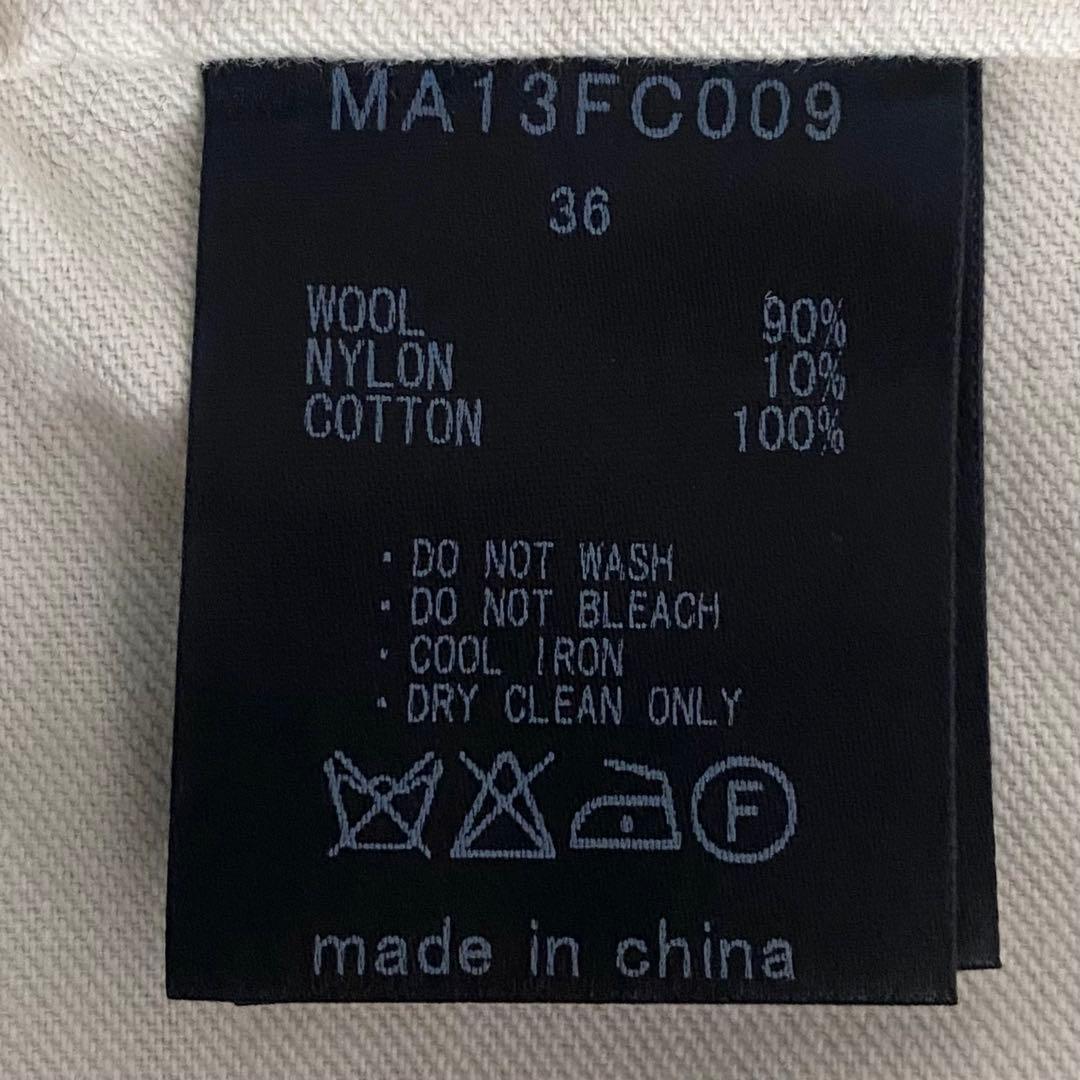 MA13FC009
36
WOOL 90%
NYLON 10%
COTTON 100%
· DO NOT WASH
· DO NOT BLEACH
· COOL IRON
· DRY CLEAN ONLY
F
made in china